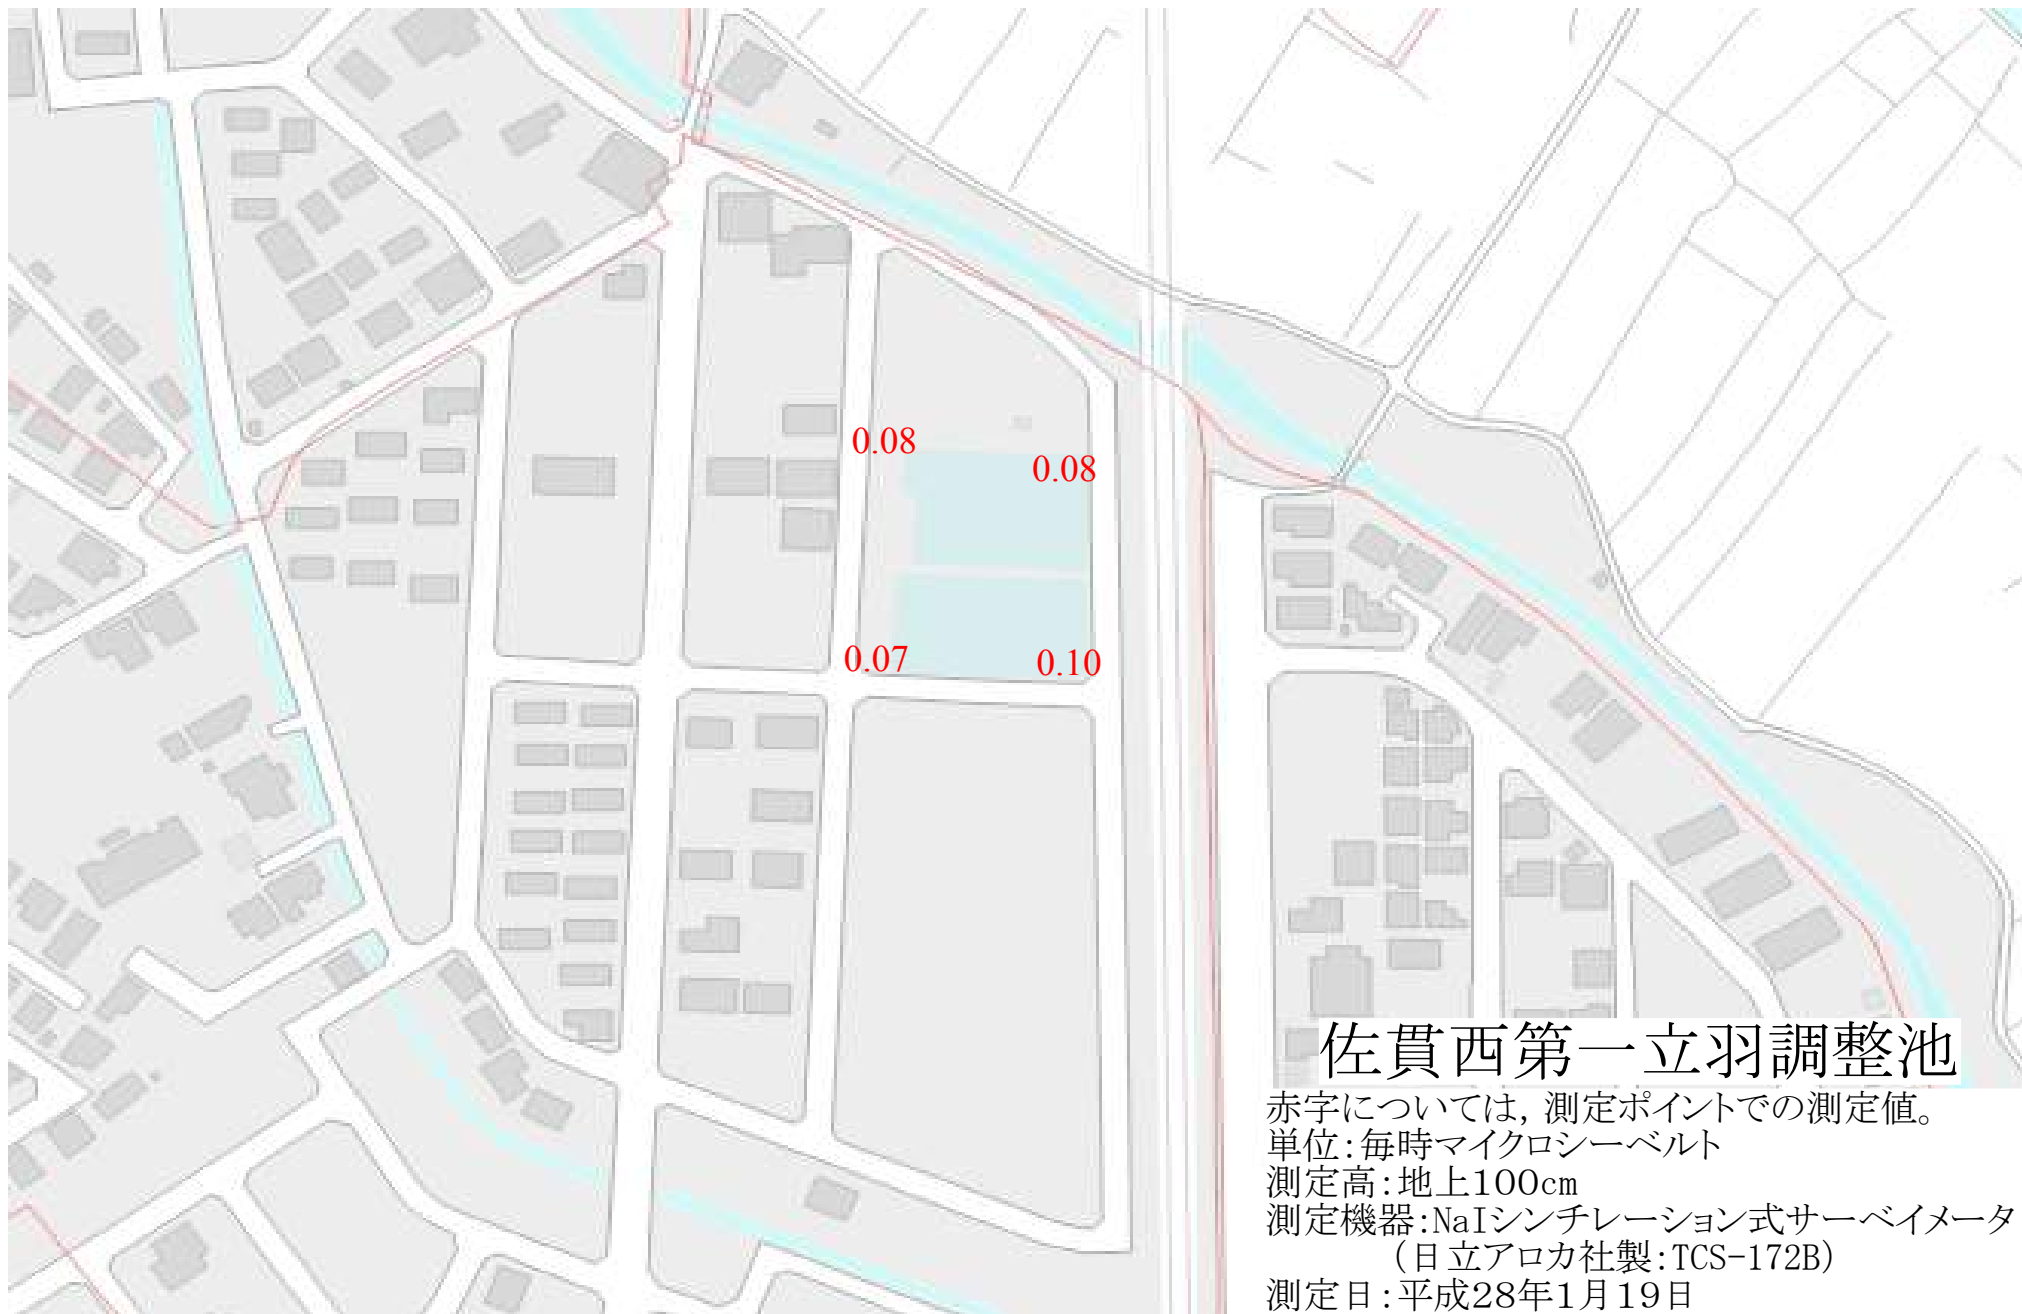 0.08
0.08
0.07
0.10
佐貫西第一立羽調整池
赤字については，測定ポイントでの測定値。
単位：毎時マイクロシーベルト
測定高：地上100cm
測定機器：NaIシンチレーション式サーベイメータ
（日立アロカ社製：TCS-172B）
測定日：平成28年1月19日